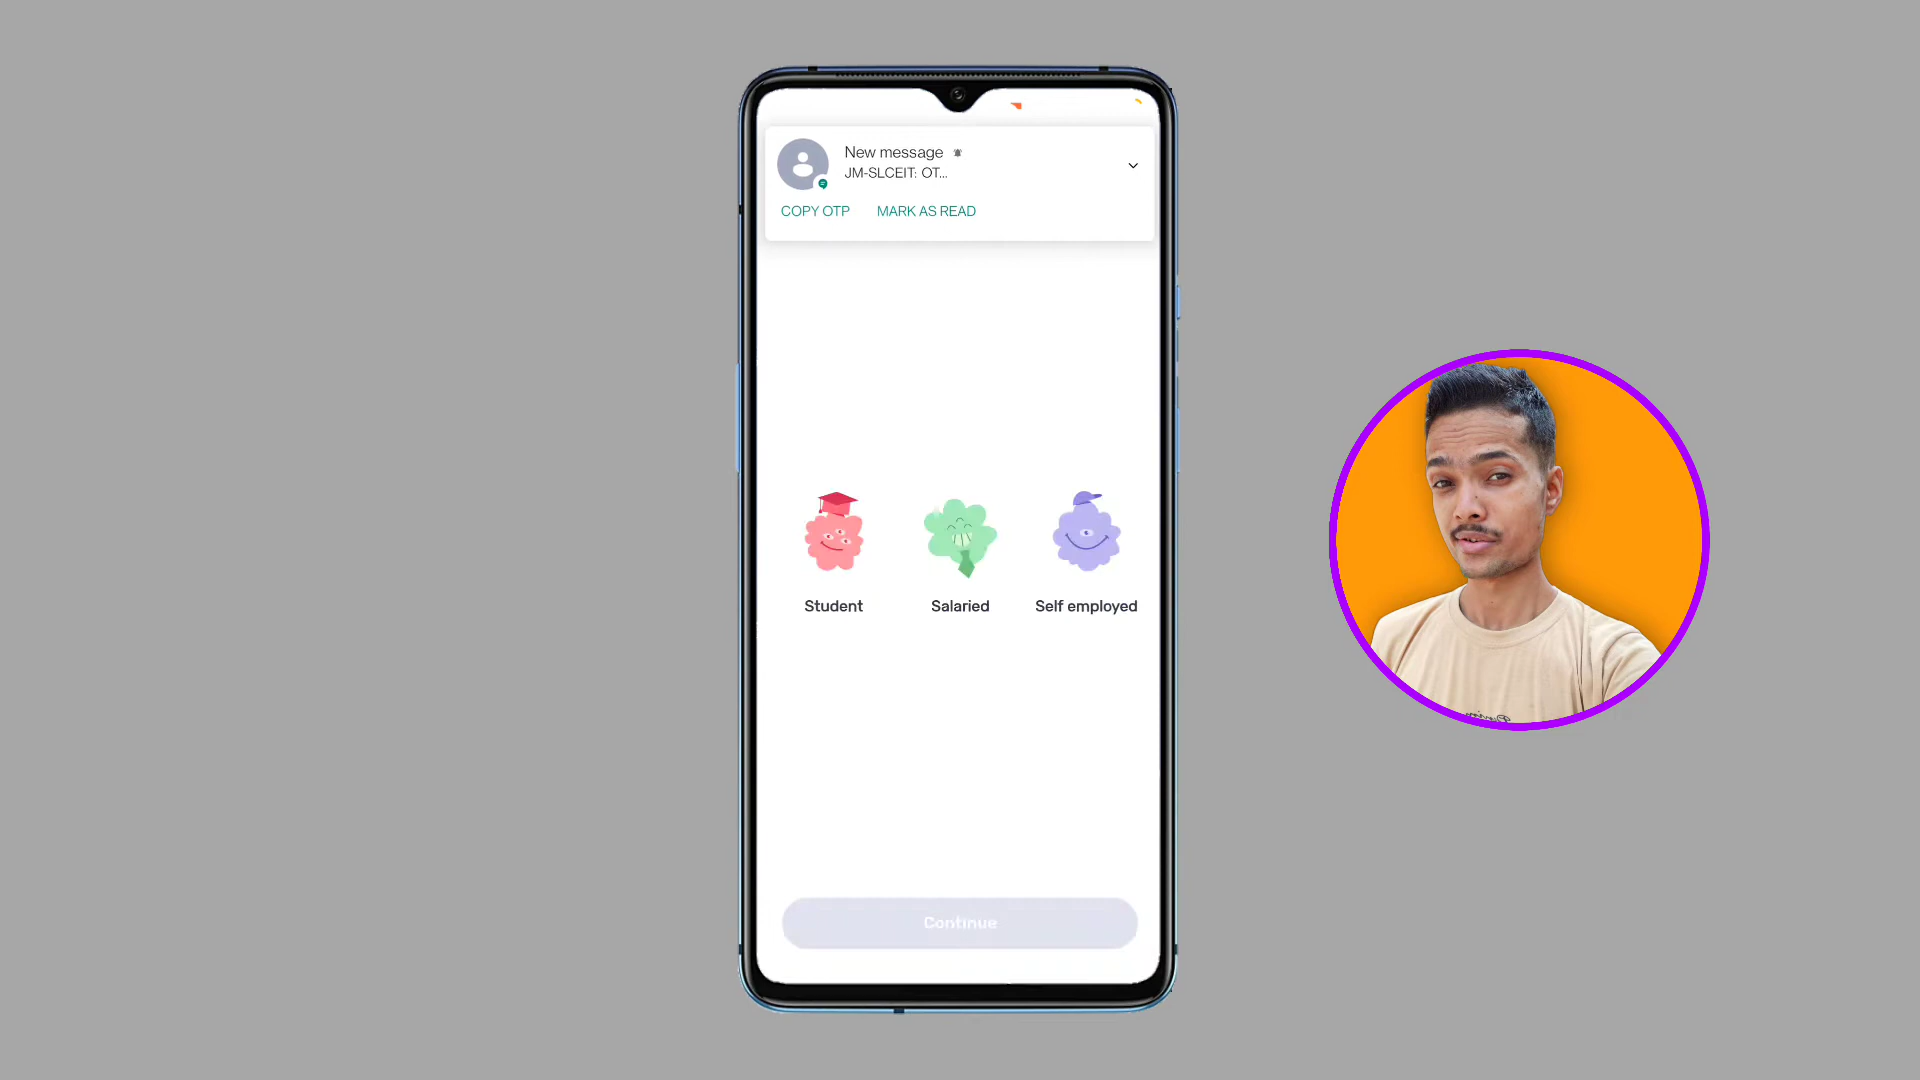 New message
JM-SLCEIT: OT...
COPY OTP MARK AS READ
Student Salaried Self employed
Continue